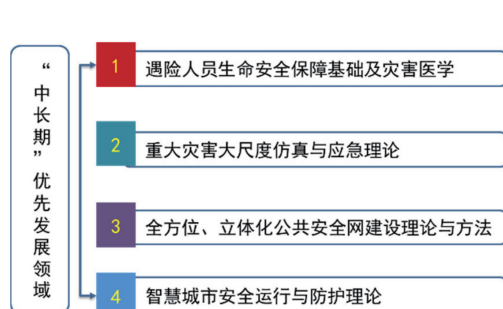 “中长期”优先发展领域
1
遇险人员生命安全保障基础及灾害医学
2
重大灾害大尺度仿真与应急理论
3
全方位、立体化公共安全网建设理论与方法
4
智慧城市安全运行与防护理论